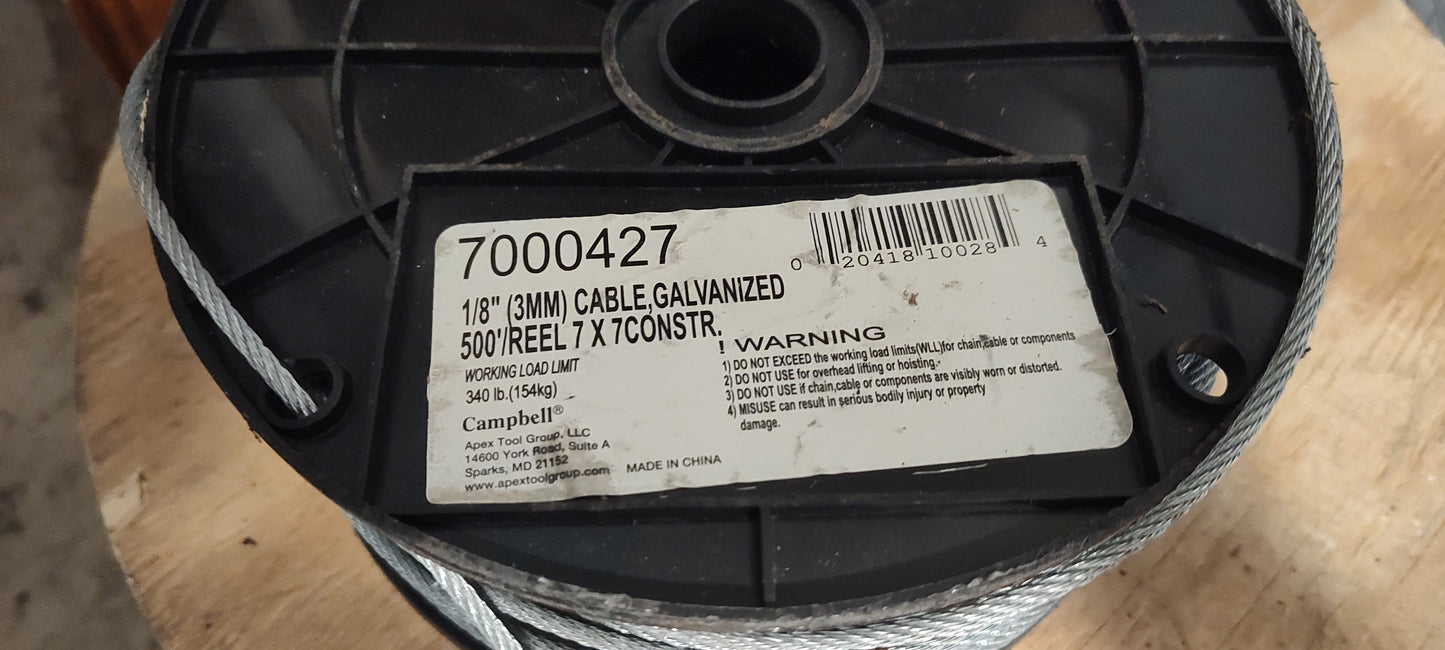 7000427
0 20418 10028 4
1/8" (3MM) CABLE,GALVANIZED
500'/REEL 7 X 7CONSTR.
WORKING LOAD LIMIT
340 lb.(154kg)
Campbell®
Apex Tool Group, LLC
14600 York Road, Suite A
Sparks, MD 21152
www.apextoolgroup.com MADE IN CHINA
! WARNING
1) DO NOT EXCEED the working load limits(WLL)for chain,cable or components
2) DO NOT USE for overhead lifting or hoisting.
3) DO NOT USE if chain,cable or components are visibly worn or distorted.
4) MISUSE can result in serious bodily injury or property
damage.